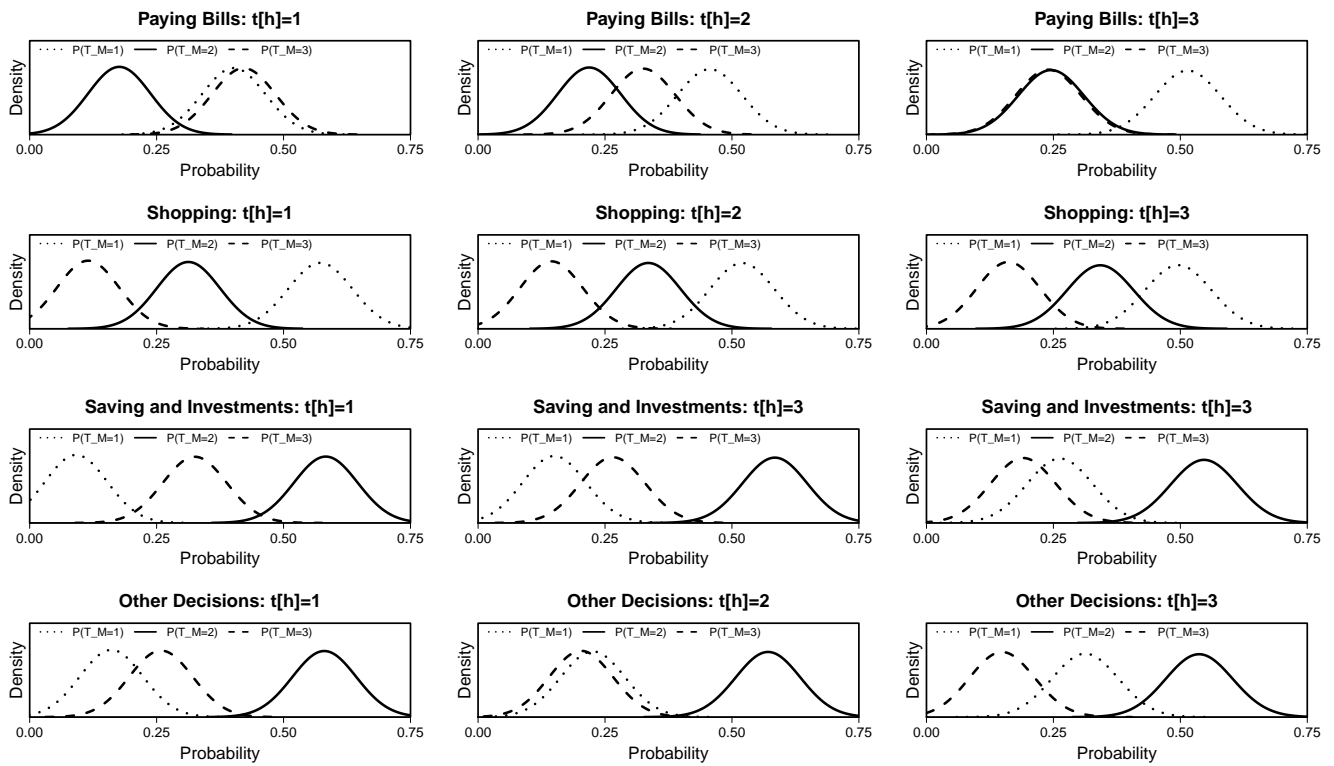 Paying Bills: t[h]=1
P(T_M=1) P(T_M=2) P(T_M=3)
Density
0.00 0.25 0.50 0.75
Probability
Paying Bills: t[h]=2
P(T_M=1) P(T_M=2) P(T_M=3)
Density
0.00 0.25 0.50 0.75
Probability
Paying Bills: t[h]=3
P(T_M=1) P(T_M=2) P(T_M=3)
Density
0.00 0.25 0.50 0.75
Probability
Shopping: t[h]=1
P(T_M=1) P(T_M=2) P(T_M=3)
Density
0.00 0.25 0.50 0.75
Probability
Shopping: t[h]=2
P(T_M=1) P(T_M=2) P(T_M=3)
Density
0.00 0.25 0.50 0.75
Probability
Shopping: t[h]=3
P(T_M=1) P(T_M=2) P(T_M=3)
Density
0.00 0.25 0.50 0.75
Probability
Saving and Investments: t[h]=1
P(T_M=1) P(T_M=2) P(T_M=3)
Density
0.00 0.25 0.50 0.75
Probability
Saving and Investments: t[h]=3
P(T_M=1) P(T_M=2) P(T_M=3)
Density
0.00 0.25 0.50 0.75
Probability
Saving and Investments: t[h]=3
P(T_M=1) P(T_M=2) P(T_M=3)
Density
0.00 0.25 0.50 0.75
Probability
Other Decisions: t[h]=1
P(T_M=1) P(T_M=2) P(T_M=3)
Density
0.00 0.25 0.50 0.75
Probability
Other Decisions: t[h]=2
P(T_M=1) P(T_M=2) P(T_M=3)
Density
0.00 0.25 0.50 0.75
Probability
Other Decisions: t[h]=3
P(T_M=1) P(T_M=2) P(T_M=3)
Density
0.00 0.25 0.50 0.75
Probability